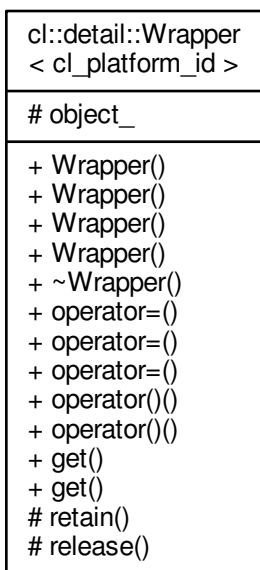 cl::detail::Wrapper
< cl_platform_id >
# object_
+ Wrapper()
+ Wrapper()
+ Wrapper()
+ Wrapper()
+ ~Wrapper()
+ operator=()
+ operator=()
+ operator=()
+ operator()()
+ operator()()
+ get()
+ get()
# retain()
# release()